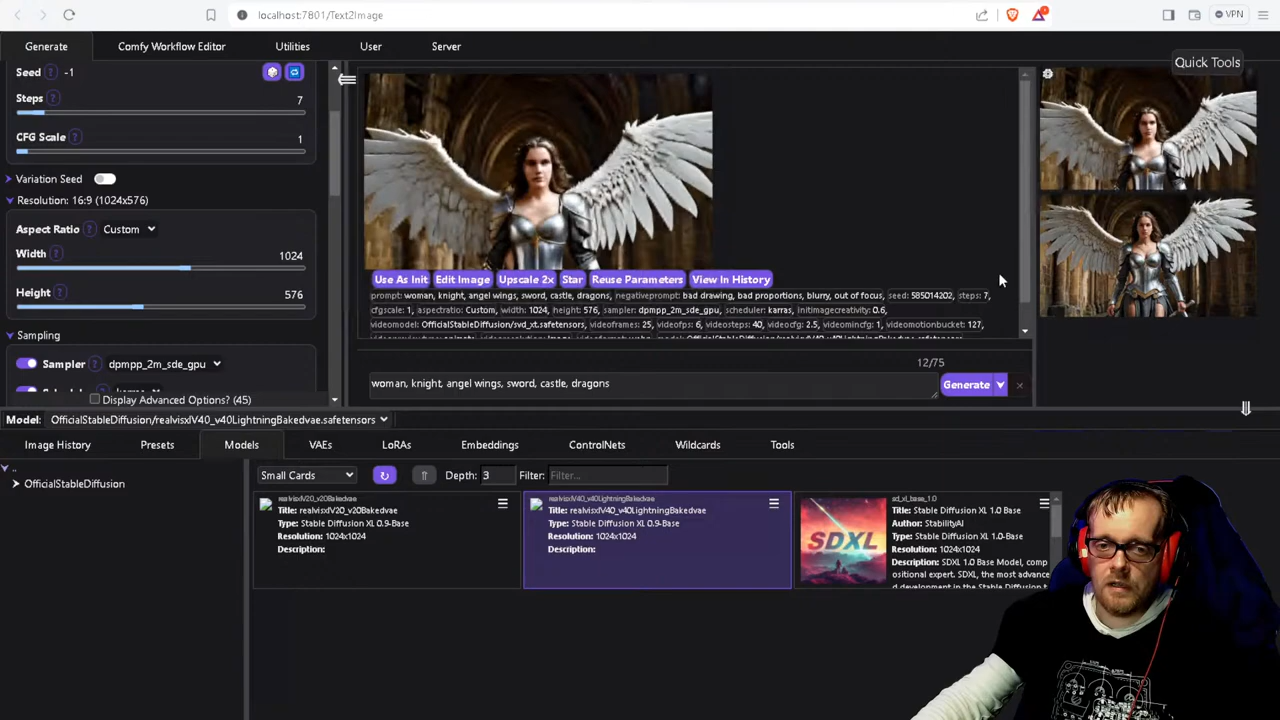 localhost:7801/Text2Image
VPN
Generate
Comfy Workflow Editor
Utilities
User
Server
Quick Tools
Seed ? -1
Steps ? 7
CFG Scale ? 1
Variation Seed
Resolution: 16:9 (1024x576)
Aspect Ratio ? Custom
Width ? 1024
Height ? 576
Sampling
Sampler ? dpmpp_2m_sde_gpu
Display Advanced Options? (45)
Use As Init
Edit Image
Upscale 2x
Star
Reuse Parameters
View In History
prompt: woman, knight, angel wings, sword, castle, dragons, negativeprompt: bad drawing, bad proportions, blurry, out of focus, seed: 585014202, steps: 7,
cfgscale: 1, aspectratio: Custom, width: 1024, height: 576, sampler: dpmpp_2m_sde_gpu, scheduler: karras, initimagecreativity: 0.6,
videomodel: OfficialStableDiffusion/svd_xt.safetensors, videoframes: 25, videofps: 6, videosteps: 40, videocfg: 2.5, videomincfg: 1, videomotionbucket: 127,
12/75
woman, knight, angel wings, sword, castle, dragons
Generate
Model: OfficialStableDiffusion/realvisxlV40_v40LightningBakedvae.safetensors
Image History
Presets
Models
VAEs
LoRAs
Embeddings
ControlNets
Wildcards
Tools
..
OfficialStableDiffusion
Small Cards
Depth: 3
Filter: Filter...
realvisxlV20_v20Bakedvae
Title: realvisxlV20_v20Bakedvae
Type: Stable Diffusion XL 0.9-Base
Resolution: 1024x1024
Description:
realvisxlV40_v40LightningBakedvae
Title: realvisxlV40_v40LightningBakedvae
Type: Stable Diffusion XL 0.9-Base
Resolution: 1024x1024
Description:
SDXL
sd_xl_base_1.0
Title: Stable Diffusion XL 1.0 Base
Author: StabilityAI
Type: Stable Diffusion XL 1.0-Base
Resolution: 1024x1024
Description: SDXL 1.0 Base Model, comp
ositional expert. SDXL, the most advance
d development in the Stable Diffusion t